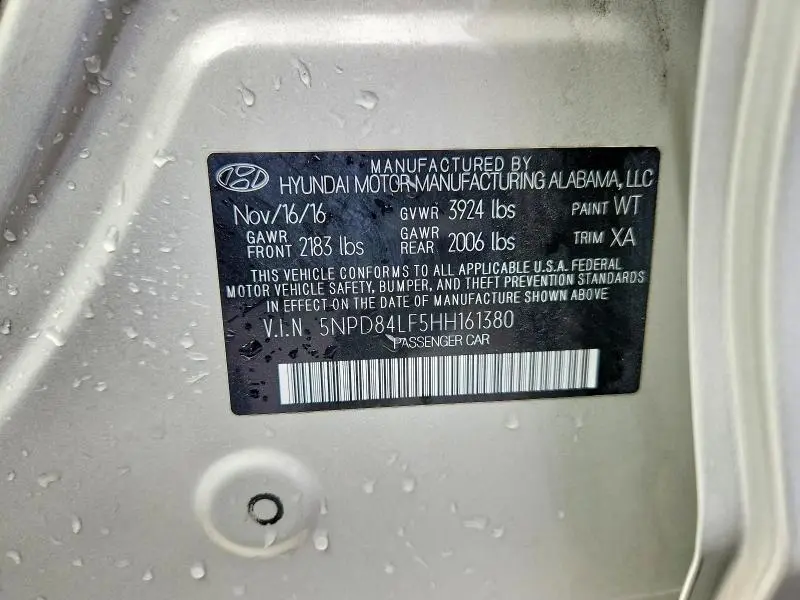 MANUFACTURED BY
HYUNDAI MOTOR MANUFACTURING ALABAMA, LLC
Nov/16/16 GVWR 3924 lbs PAINT WT
GAWR FRONT 2183 lbs GAWR REAR 2006 lbs TRIM XA
THIS VEHICLE CONFORMS TO ALL APPLICABLE U.S.A. FEDERAL
MOTOR VEHICLE SAFETY, BUMPER, AND THEFT PREVENTION STANDARDS
IN EFFECT ON THE DATE OF MANUFACTURE SHOWN ABOVE
V.I.N. 5NPD84LF5HH161380
PASSENGER CAR